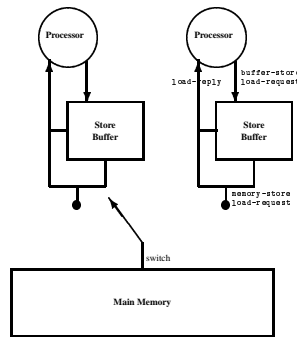 Processor
Processor
buffer-store
load-reply
load-request
Store
Buffer
Store
Buffer
memory-store
load-request
switch
Main Memory